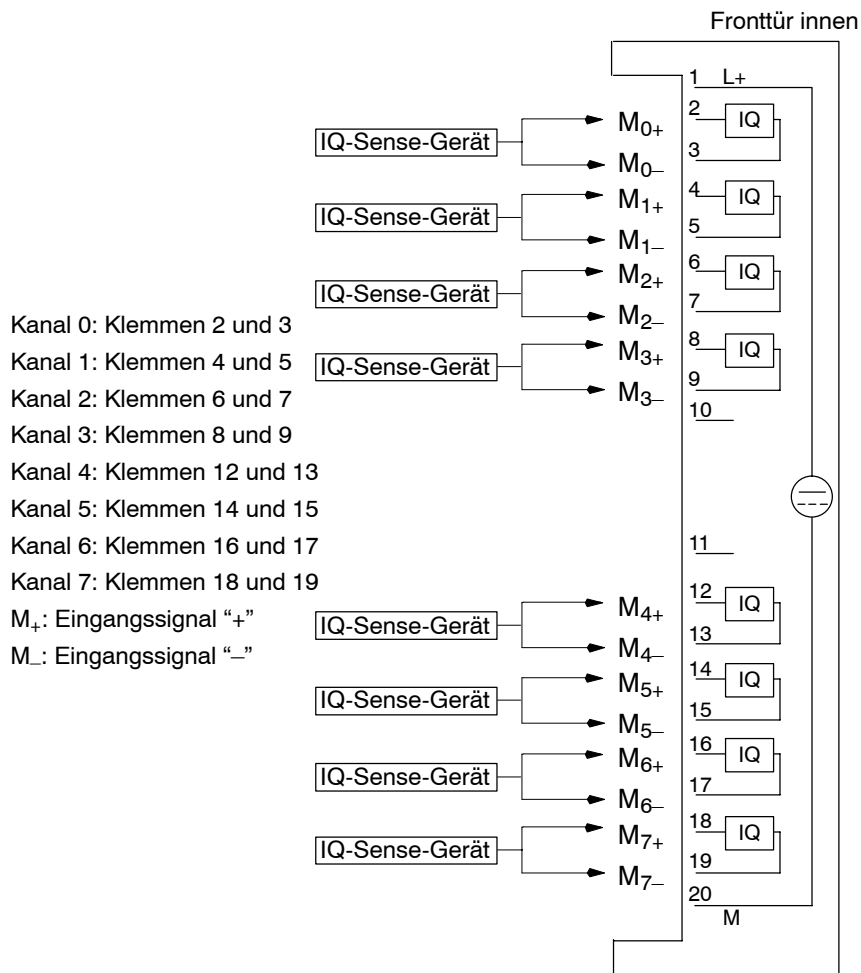 Fronttür innen
1 L+
IQ-Sense-Gerät
M0+
2 IQ
M0–
3
IQ-Sense-Gerät
M1+
4 IQ
M1–
5
IQ-Sense-Gerät
M2+
6 IQ
M2–
7
IQ-Sense-Gerät
M3+
8 IQ
M3–
9
10
Kanal 0: Klemmen 2 und 3
Kanal 1: Klemmen 4 und 5
Kanal 2: Klemmen 6 und 7
Kanal 3: Klemmen 8 und 9
Kanal 4: Klemmen 12 und 13
Kanal 5: Klemmen 14 und 15
Kanal 6: Klemmen 16 und 17
Kanal 7: Klemmen 18 und 19
M+: Eingangssignal “+”
M–: Eingangssignal “–”
11
IQ-Sense-Gerät
M4+
12 IQ
M4–
13
IQ-Sense-Gerät
M5+
14 IQ
M5–
15
IQ-Sense-Gerät
M6+
16 IQ
M6–
17
IQ-Sense-Gerät
M7+
18 IQ
M7–
19
20
M